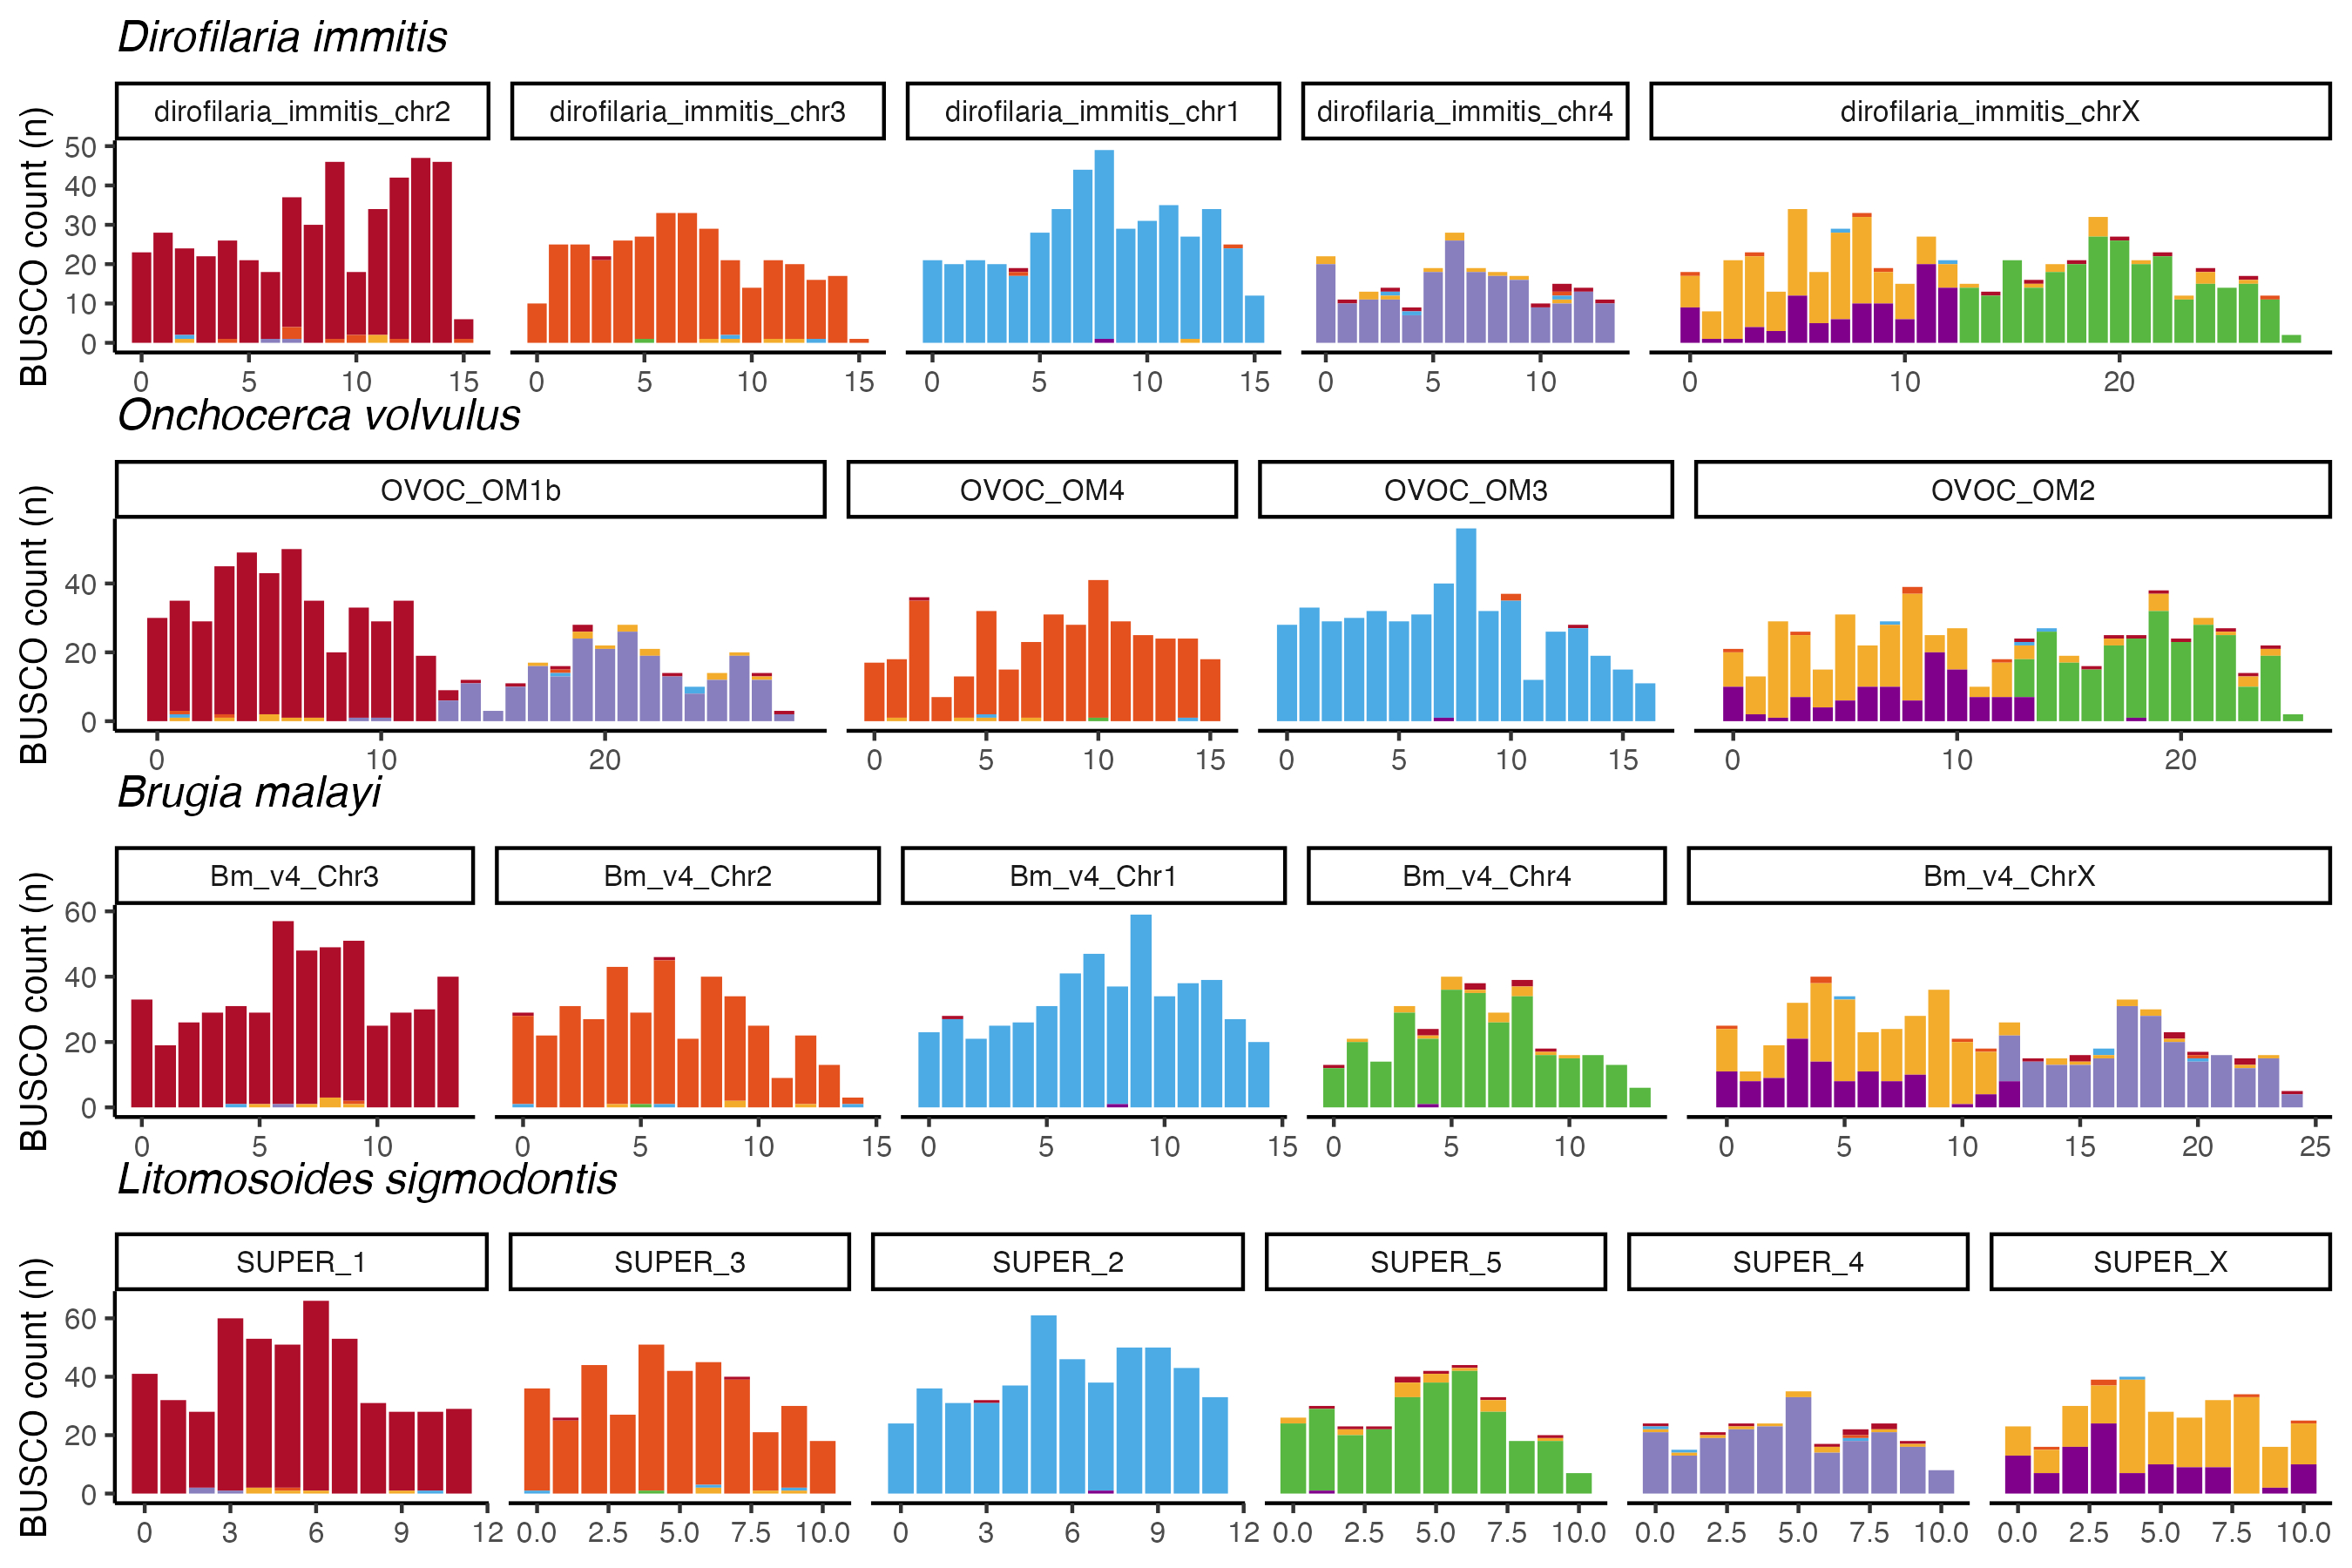 Dirofilaria immitis
dirofilaria_immitis_chr2 dirofilaria_immitis_chr3 dirofilaria_immitis_chr1 dirofilaria_immitis_chr4 dirofilaria_immitis_chrX
BUSCO count (n)
50
40
30
20
10
0
0 5 10 15 0 5 10 15 0 5 10 15 0 5 10 0 10 20
Onchocerca volvulus
OVOC_OM1b OVOC_OM4 OVOC_OM3 OVOC_OM2
BUSCO count (n)
40
20
0
0 10 20 0 5 10 15 0 5 10 15 0 10 20
Brugia malayi
Bm_v4_Chr3 Bm_v4_Chr2 Bm_v4_Chr1 Bm_v4_Chr4 Bm_v4_ChrX
BUSCO count (n)
60
40
20
0
0 5 10 0 5 10 15 0 5 10 15 0 5 10 0 5 10 15 20 25
Litomosoides sigmodontis
SUPER_1 SUPER_3 SUPER_2 SUPER_5 SUPER_4 SUPER_X
BUSCO count (n)
60
40
20
0
0 3 6 9 12 0.0 2.5 5.0 7.5 10.0 0 3 6 9 12 0.0 2.5 5.0 7.5 10.0 0.0 2.5 5.0 7.5 10.0 0.0 2.5 5.0 7.5 10.0